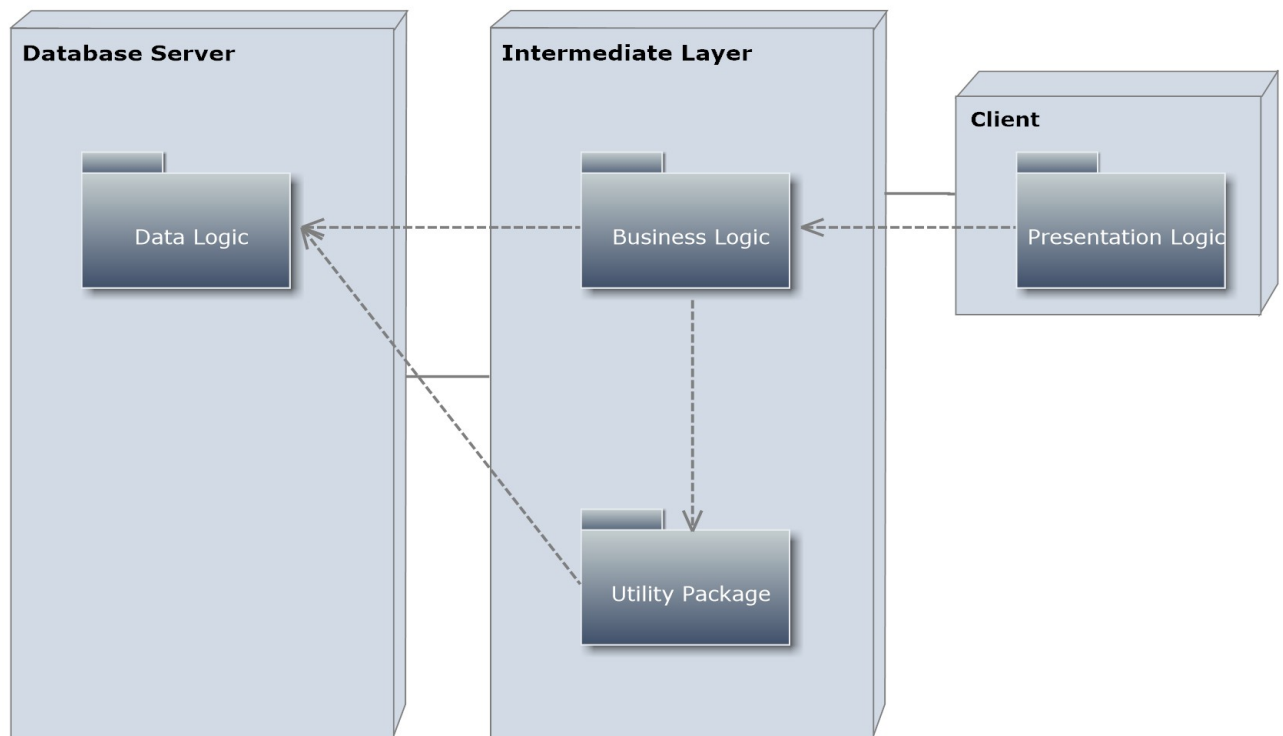 Database Server
Intermediate Layer
Client
Data Logic
Business Logic
Presentation Logic
Utility Package